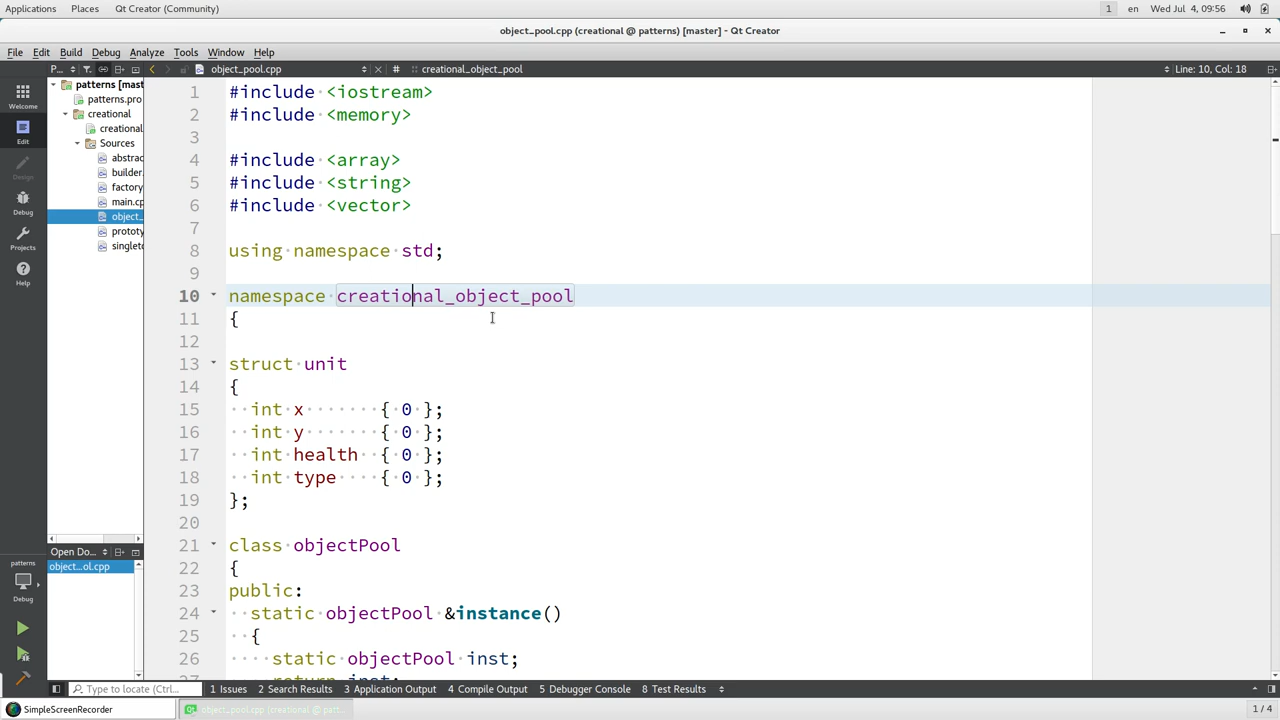 Applications Places Qt Creator (Community) 1 en Wed Jul 4, 09:56
object_pool.cpp (creational @ patterns) [master] - Qt Creator
File Edit Build Debug Analyze Tools Window Help
P... object_pool.cpp # creational_object_pool Line: 10, Col: 18
Welcome
Edit
Design
Debug
Projects
Help
patterns
Debug
patterns [mast
patterns.pro
creational
creational
Sources
abstrac
builder.
factory
main.cp
object_
prototy
singlet
Open Do...
object...ol.cpp
1 #include <iostream>
2 #include <memory>
3
4 #include <array>
5 #include <string>
6 #include <vector>
7
8 using namespace std;
9
10 namespace creational_object_pool
11 {
12
13 struct unit
14 {
15 int x { 0 };
16 int y { 0 };
17 int health { 0 };
18 int type { 0 };
19 };
20
21 class objectPool
22 {
23 public:
24 static objectPool &instance()
25 {
26 static objectPool inst;
27 return inst;
Type to locate (Ctrl... 1 Issues 2 Search Results 3 Application Output 4 Compile Output 5 Debugger Console 8 Test Results
SimpleScreenRecorder object_pool.cpp (creational @ patt... 1 / 4